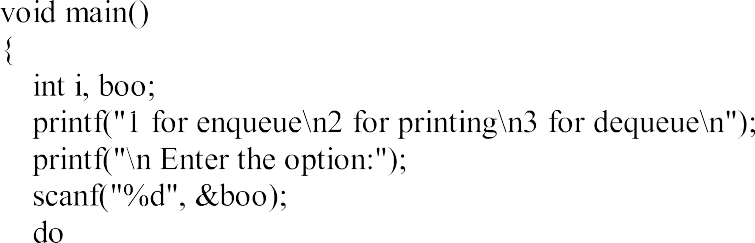 void main()
{
    int i, boo;
    printf("1 for enqueue\n2 for printing\n3 for dequeue\n");
    printf("\n Enter the option:");
    scanf("%d", &boo);
    do